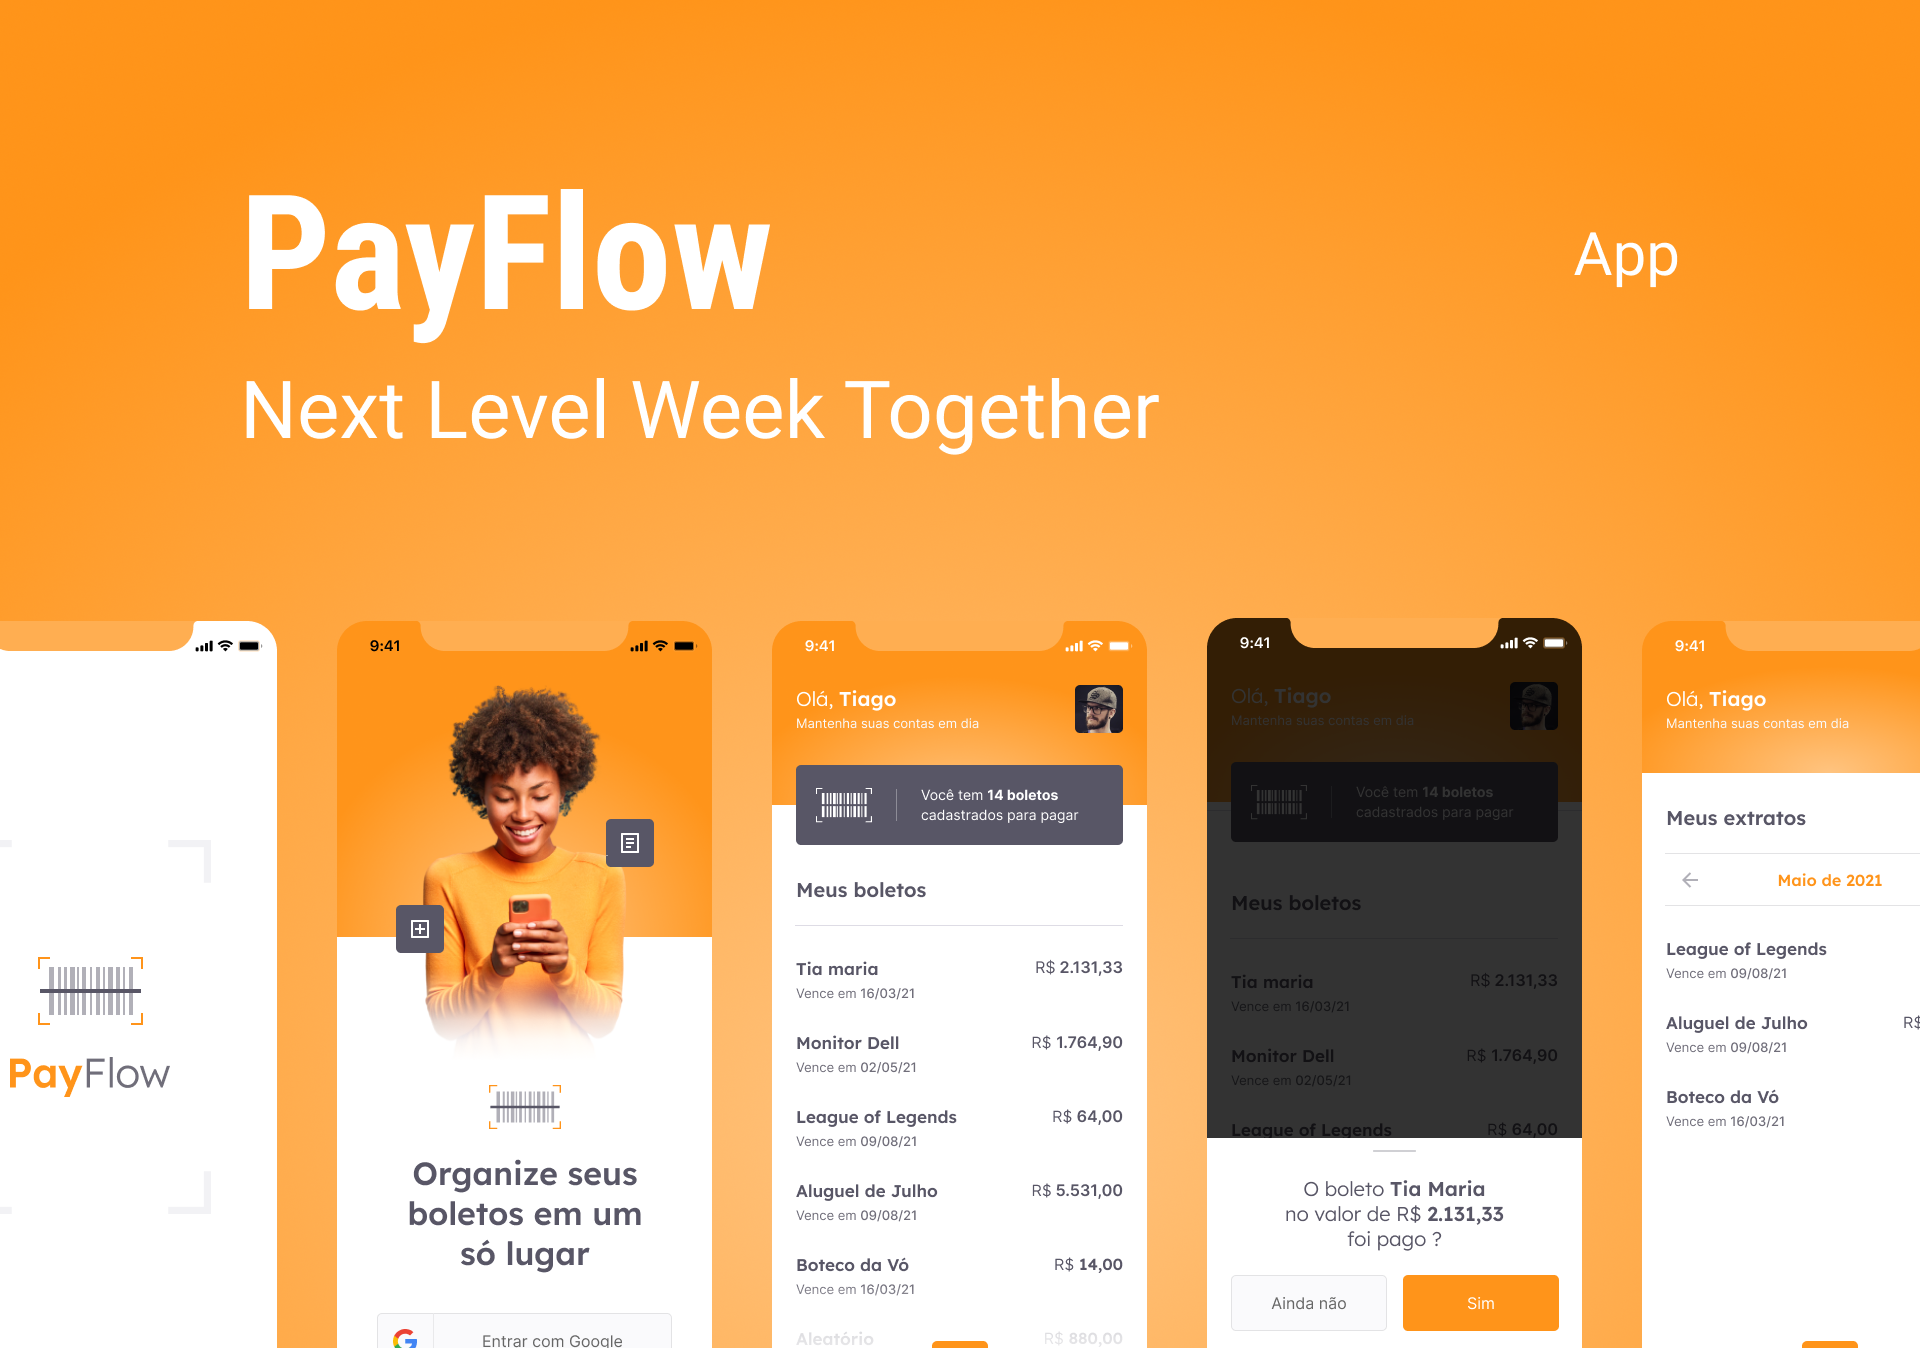 PayFlow
App
Next Level Week Together
PayFlow
9:41
Organize seus
boletos em um
só lugar
Entrar com Google
9:41
Olá, Tiago
Mantenha suas contas em dia
Você tem 14 boletos
cadastrados para pagar
Meus boletos
Tia maria R$ 2.131,33
Vence em 16/03/21
Monitor Dell R$ 1.764,90
Vence em 02/05/21
League of Legends R$ 64,00
Vence em 09/08/21
Aluguel de Julho R$ 5.531,00
Vence em 09/08/21
Boteco da Vó R$ 14,00
Vence em 16/03/21
Aleatório R$ 880,00
9:41
Olá, Tiago
Mantenha suas contas em dia
Você tem 14 boletos
cadastrados para pagar
Meus boletos
Tia maria R$ 2.131,33
Vence em 16/03/21
Monitor Dell R$ 1.764,90
Vence em 02/05/21
League of Legends R$ 64,00
O boleto Tia Maria
no valor de R$ 2.131,33
foi pago ?
Ainda não
Sim
9:41
Olá, Tiago
Mantenha suas contas em dia
Meus extratos
Maio de 2021
League of Legends
Vence em 09/08/21
Aluguel de Julho R$
Vence em 09/08/21
Boteco da Vó
Vence em 16/03/21